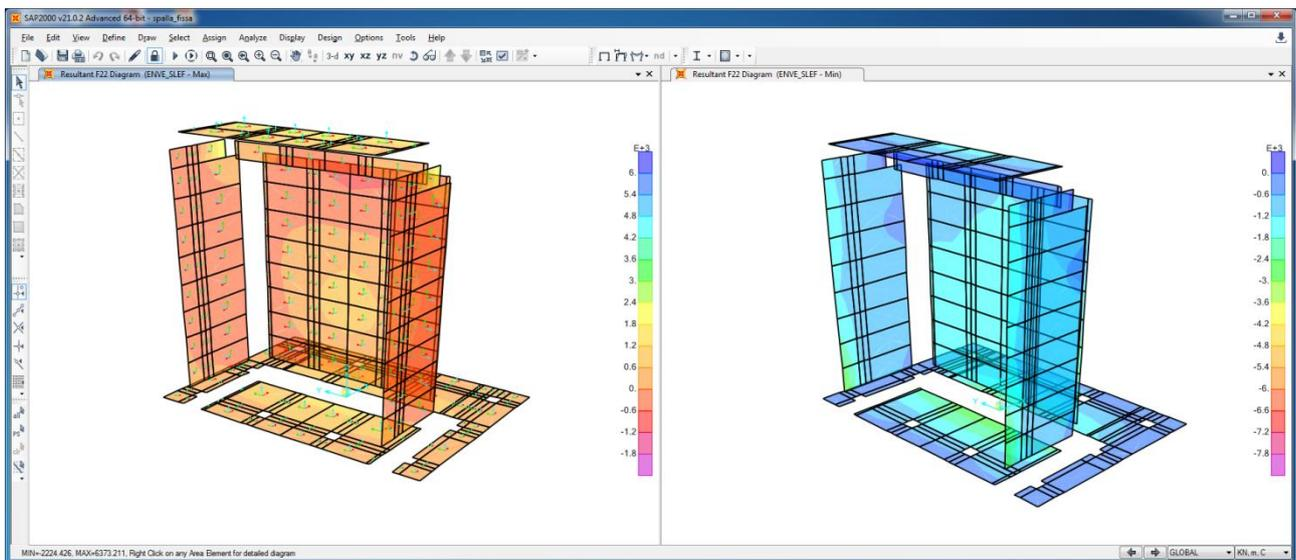 SAP2000 v21.0.2 Advanced 64-bit - spalla_fissa
File Edit View Define Draw Select Assign Analyze Display Design Options Tools Help
3-d xy xz yz nv nd
Resultant F22 Diagram (ENVE_SLEF - Max)
Resultant F22 Diagram (ENVE_SLEF - Min)
E+3
6.
5.4
4.8
4.2
3.6
3.
2.4
1.8
1.2
0.6
0.
-0.6
-1.2
-1.8
E+3
0.
-0.6
-1.2
-1.8
-2.4
-3.
-3.6
-4.2
-4.8
-5.4
-6.
-6.6
-7.2
-7.8
Y
Y
all
PS
clr
MIN=-2224.426, MAX=6373.211, Right Click on any Area Element for detailed diagram
GLOBAL
KN, m, C